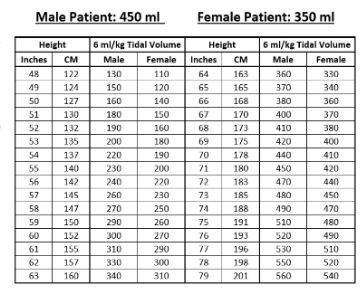 Male Patient: 450 ml Female Patient: 350 ml
Height 6 ml/kg Tidal Volume Height 6 ml/kg Tidal Volume
Inches CM Male Female Inches CM Male Female
48 122 130 110 64 163 360 330
49 124 150 120 65 165 370 340
50 127 160 140 66 168 380 360
51 130 180 150 67 170 400 370
52 132 190 160 68 173 410 380
53 135 200 180 69 175 420 400
54 137 220 190 70 178 440 410
55 140 230 200 71 180 450 420
56 142 240 220 72 183 470 440
57 145 260 230 73 185 480 450
58 147 270 250 74 188 490 470
59 150 290 260 75 191 510 480
60 152 300 270 76 193 520 490
61 155 310 290 77 196 530 510
62 157 330 300 78 198 550 520
63 160 340 310 79 201 560 540